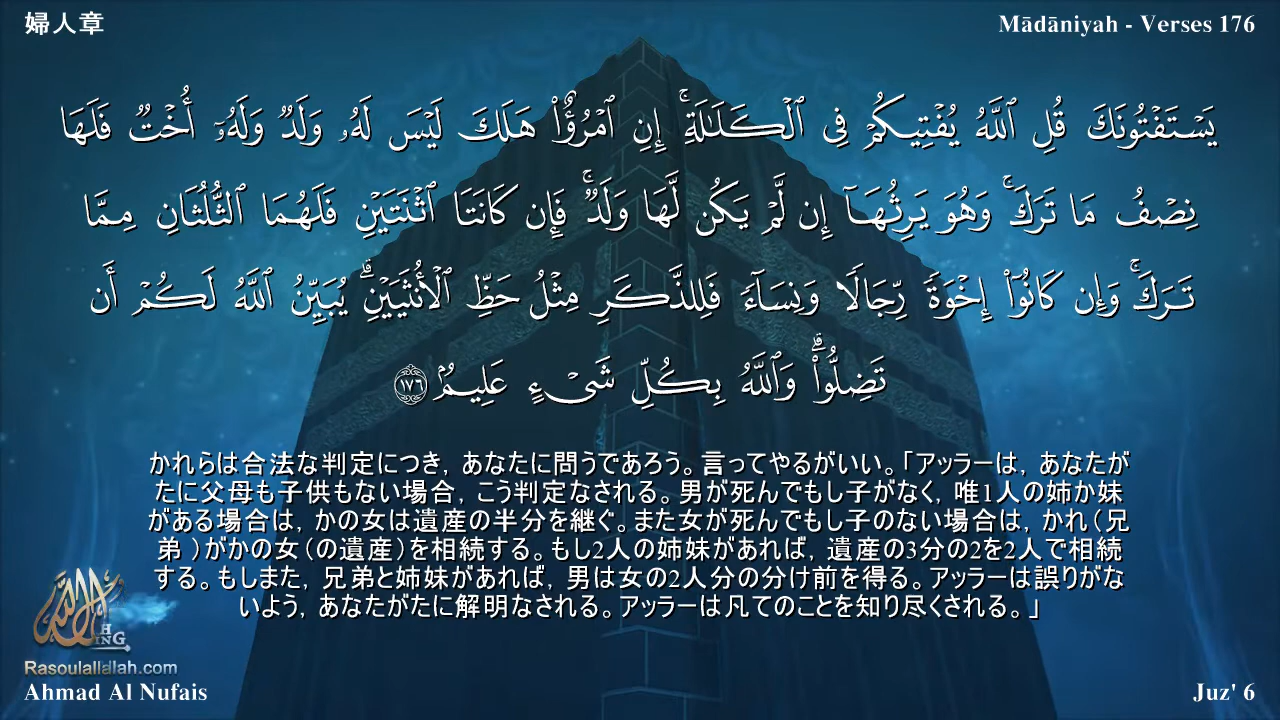 婦人章
Mādāniyah - Verses 176
يَسْتَفْتُونَكَ قُلِ ٱللَّهُ يُفْتِيكُمْ فِى ٱلْكَلَـٰلَةِ ۚ إِنِ ٱمْرُؤٌا۟ هَلَكَ لَيْسَ لَهُۥ وَلَدٌ وَلَهُۥٓ أُخْتٌ فَلَهَا
نِصْفُ مَا تَرَكَ ۚ وَهُوَ يَرِثُهَآ إِن لَّمْ يَكُن لَّهَا وَلَدٌ ۚ فَإِن كَانَتَا ٱثْنَتَيْنِ فَلَهُمَا ٱلثُّلُثَانِ مِمَّا
تَرَكَ ۚ وَإِن كَانُوٓا۟ إِخْوَةً رِّجَالًا وَنِسَآءً فَلِلذَّكَرِ مِثْلُ حَظِّ ٱلْأُنثَيَيْنِ ۗ يُبَيِّنُ ٱللَّهُ لَكُمْ أَن
تَضِلُّوا۟ ۗ وَٱللَّهُ بِكُلِّ شَىْءٍ عَلِيمٌۢ ١٧٦
かれらは合法な判定につき，あなたに問うであろう。言ってやるがいい。「アッラーは，あなたが
たに父母も子供もない場合，こう判定なされる。男が死んでもし子がなく，唯1人の姉か妹
がある場合は，かの女は遺産の半分を継ぐ。また女が死んでもし子のない場合は，かれ（兄
弟 ）がかの女（の遺産）を相続する。もし2人の姉妹があれば，遺産の3分の2を2人で相続
する。もしまた，兄弟と姉妹があれば，男は女の2人分の分け前を得る。アッラーは誤りがな
いよう，あなたがたに解明なされる。アッラーは凡てのことを知り尽くされる。」
Rasoulallah.com
Ahmad Al Nufais
Juz' 6